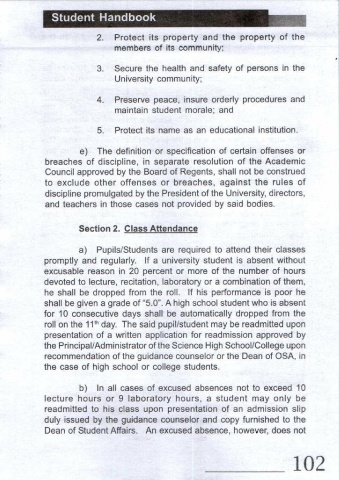 Student Handbook
2. Protect its property and the property of the
members of its community;
3. Secure the health and safety of persons in the
University community;
4. Preserve peace, insure orderly procedures and
maintain student morale; and
5. Protect its name as an educational institution.
e) The definition or specification of certain offenses or
breaches of discipline, in separate resolution of the Academic
Council approved by the Board of Regents, shall not be construed
to exclude other offenses or breaches, against the rules of
discipline promulgated by the President of the University, directors,
and teachers in those cases not provided by said bodies.
Section 2. Class Attendance
a) Pupils/Students are required to attend their classes
promptly and regularly. If a university student is absent without
excusable reason in 20 percent or more of the number of hours
devoted to lecture, recitation, laboratory or a combination of them,
he shall be dropped from the roll. If his performance is poor he
shall be given a grade of "5.0". A high school student who is absent
for 10 consecutive days shall be automatically dropped from the
roll on the 11th day. The said pupil/student may be readmitted upon
presentation of a written application for readmission approved by
the Principal/Administrator of the Science High School/College upon
recommendation of the guidance counselor or the Dean of OSA, in
the case of high school or college students.
b) In all cases of excused absences not to exceed 10
lecture hours or 9 laboratory hours, a student may only be
readmitted to his class upon presentation of an admission slip
duly issued by the guidance counselor and copy furnished to the
Dean of Student Affairs. An excused absence, however, does not
102